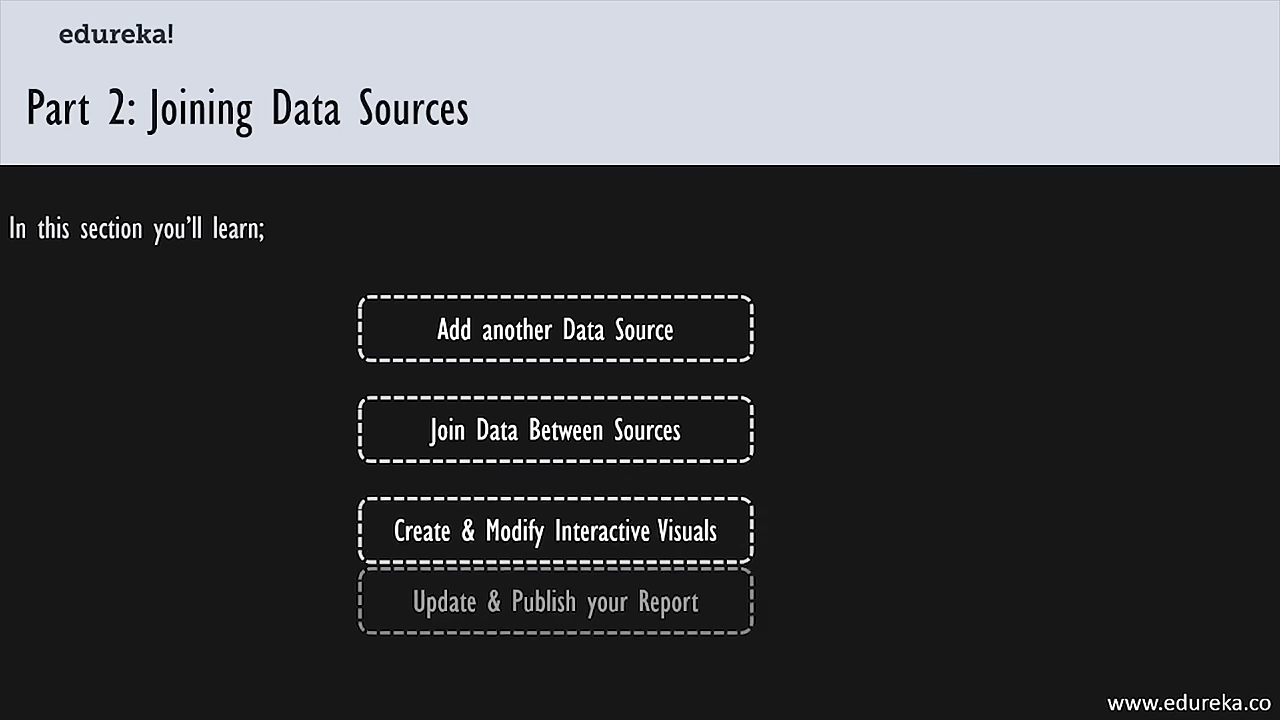 edureka!
Part 2: Joining Data Sources
In this section you'll learn;
Add another Data Source
Join Data Between Sources
Create & Modify Interactive Visuals
Update & Publish your Report
www.edureka.co